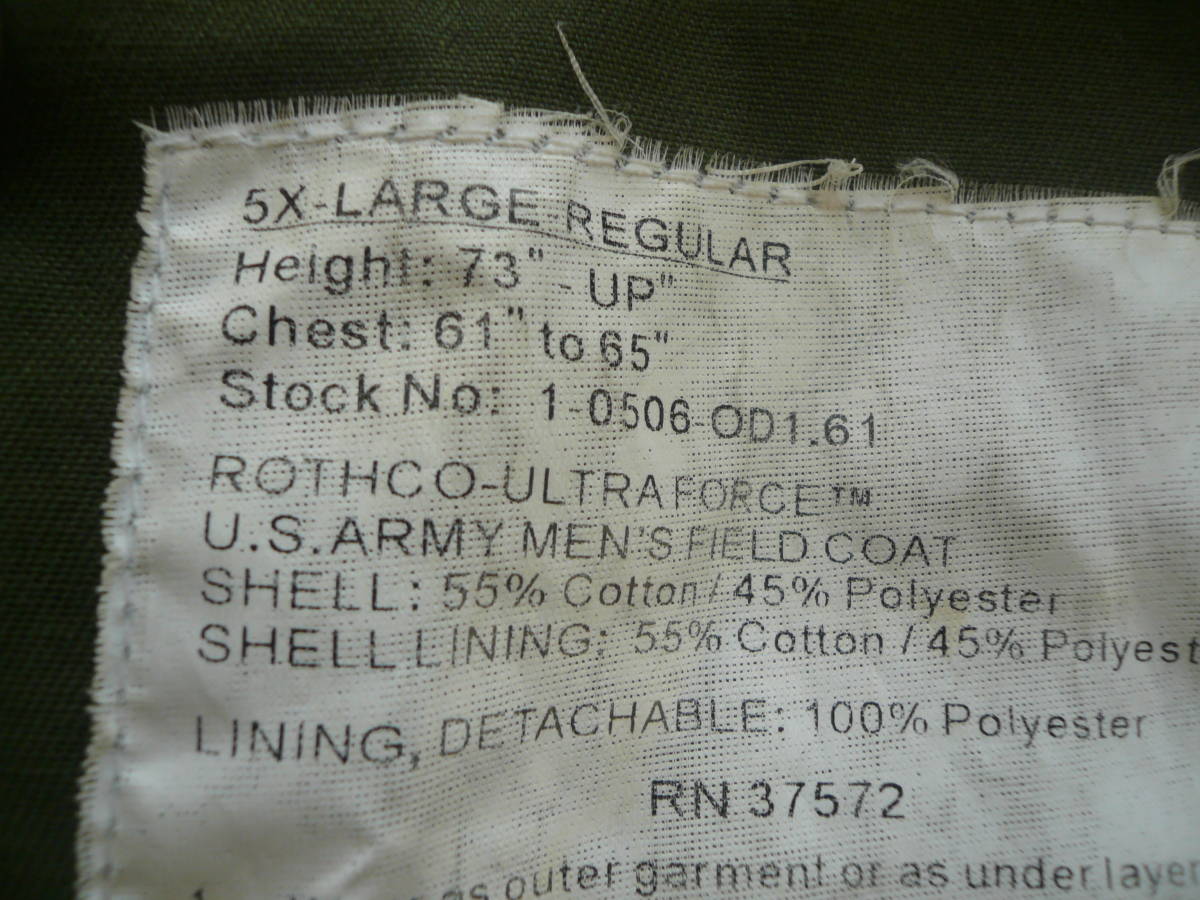 5X-LARGE-REGULAR
Height: 73" - UP"
Chest: 61" to 65"
Stock No: 1-0506-OD1.61
ROTHCO-ULTRAFORCE™
U.S. ARMY MEN'S FIELD COAT
SHELL: 55% Cotton / 45% Polyester
SHELL LINING: 55% Cotton / 45% Polyest
LINING, DETACHABLE: 100% Polyester
RN 37572
as outer garment or as under layer